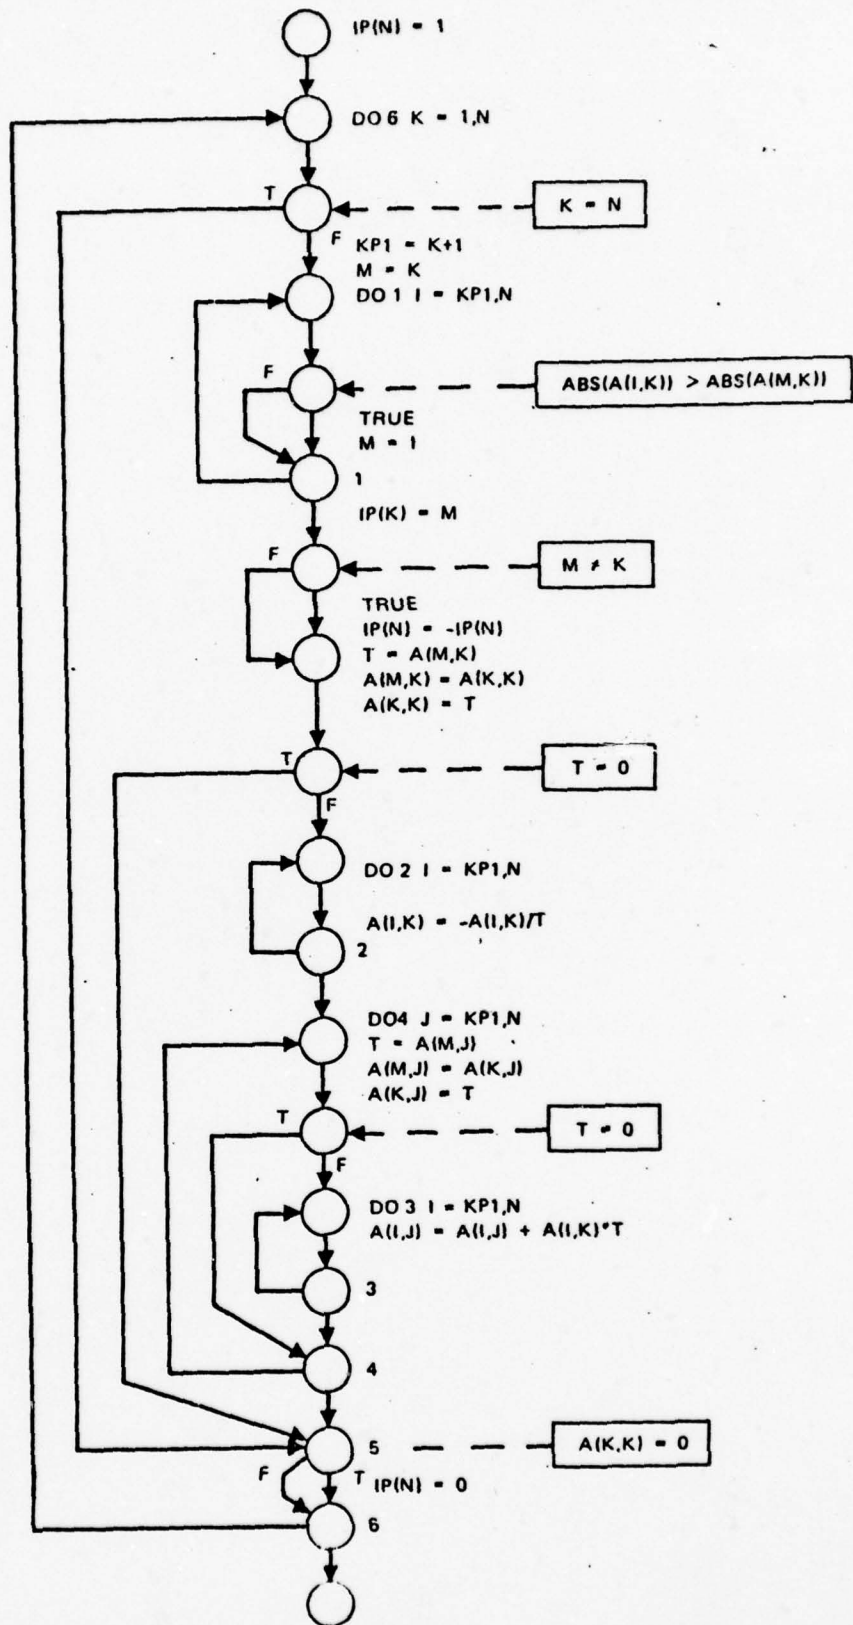 IP(N) = 1
DO 6 K = 1,N
T
K = N
F
KP1 = K+1
M = K
DO 1 I = KP1,N
F
ABS(A(I,K)) > ABS(A(M,K))
TRUE
M = I
1
IP(K) = M
F
M ≠ K
TRUE
IP(N) = -IP(N)
T = A(M,K)
A(M,K) = A(K,K)
A(K,K) = T
T
T = 0
F
DO 2 I = KP1,N
A(I,K) = -A(I,K)/T
2
DO4 J = KP1,N
T = A(M,J)
A(M,J) = A(K,J)
A(K,J) = T
T
T = 0
F
DO 3 I = KP1,N
A(I,J) = A(I,J) + A(I,K)*T
3
4
5
A(K,K) = 0
F
T
IP(N) = 0
6